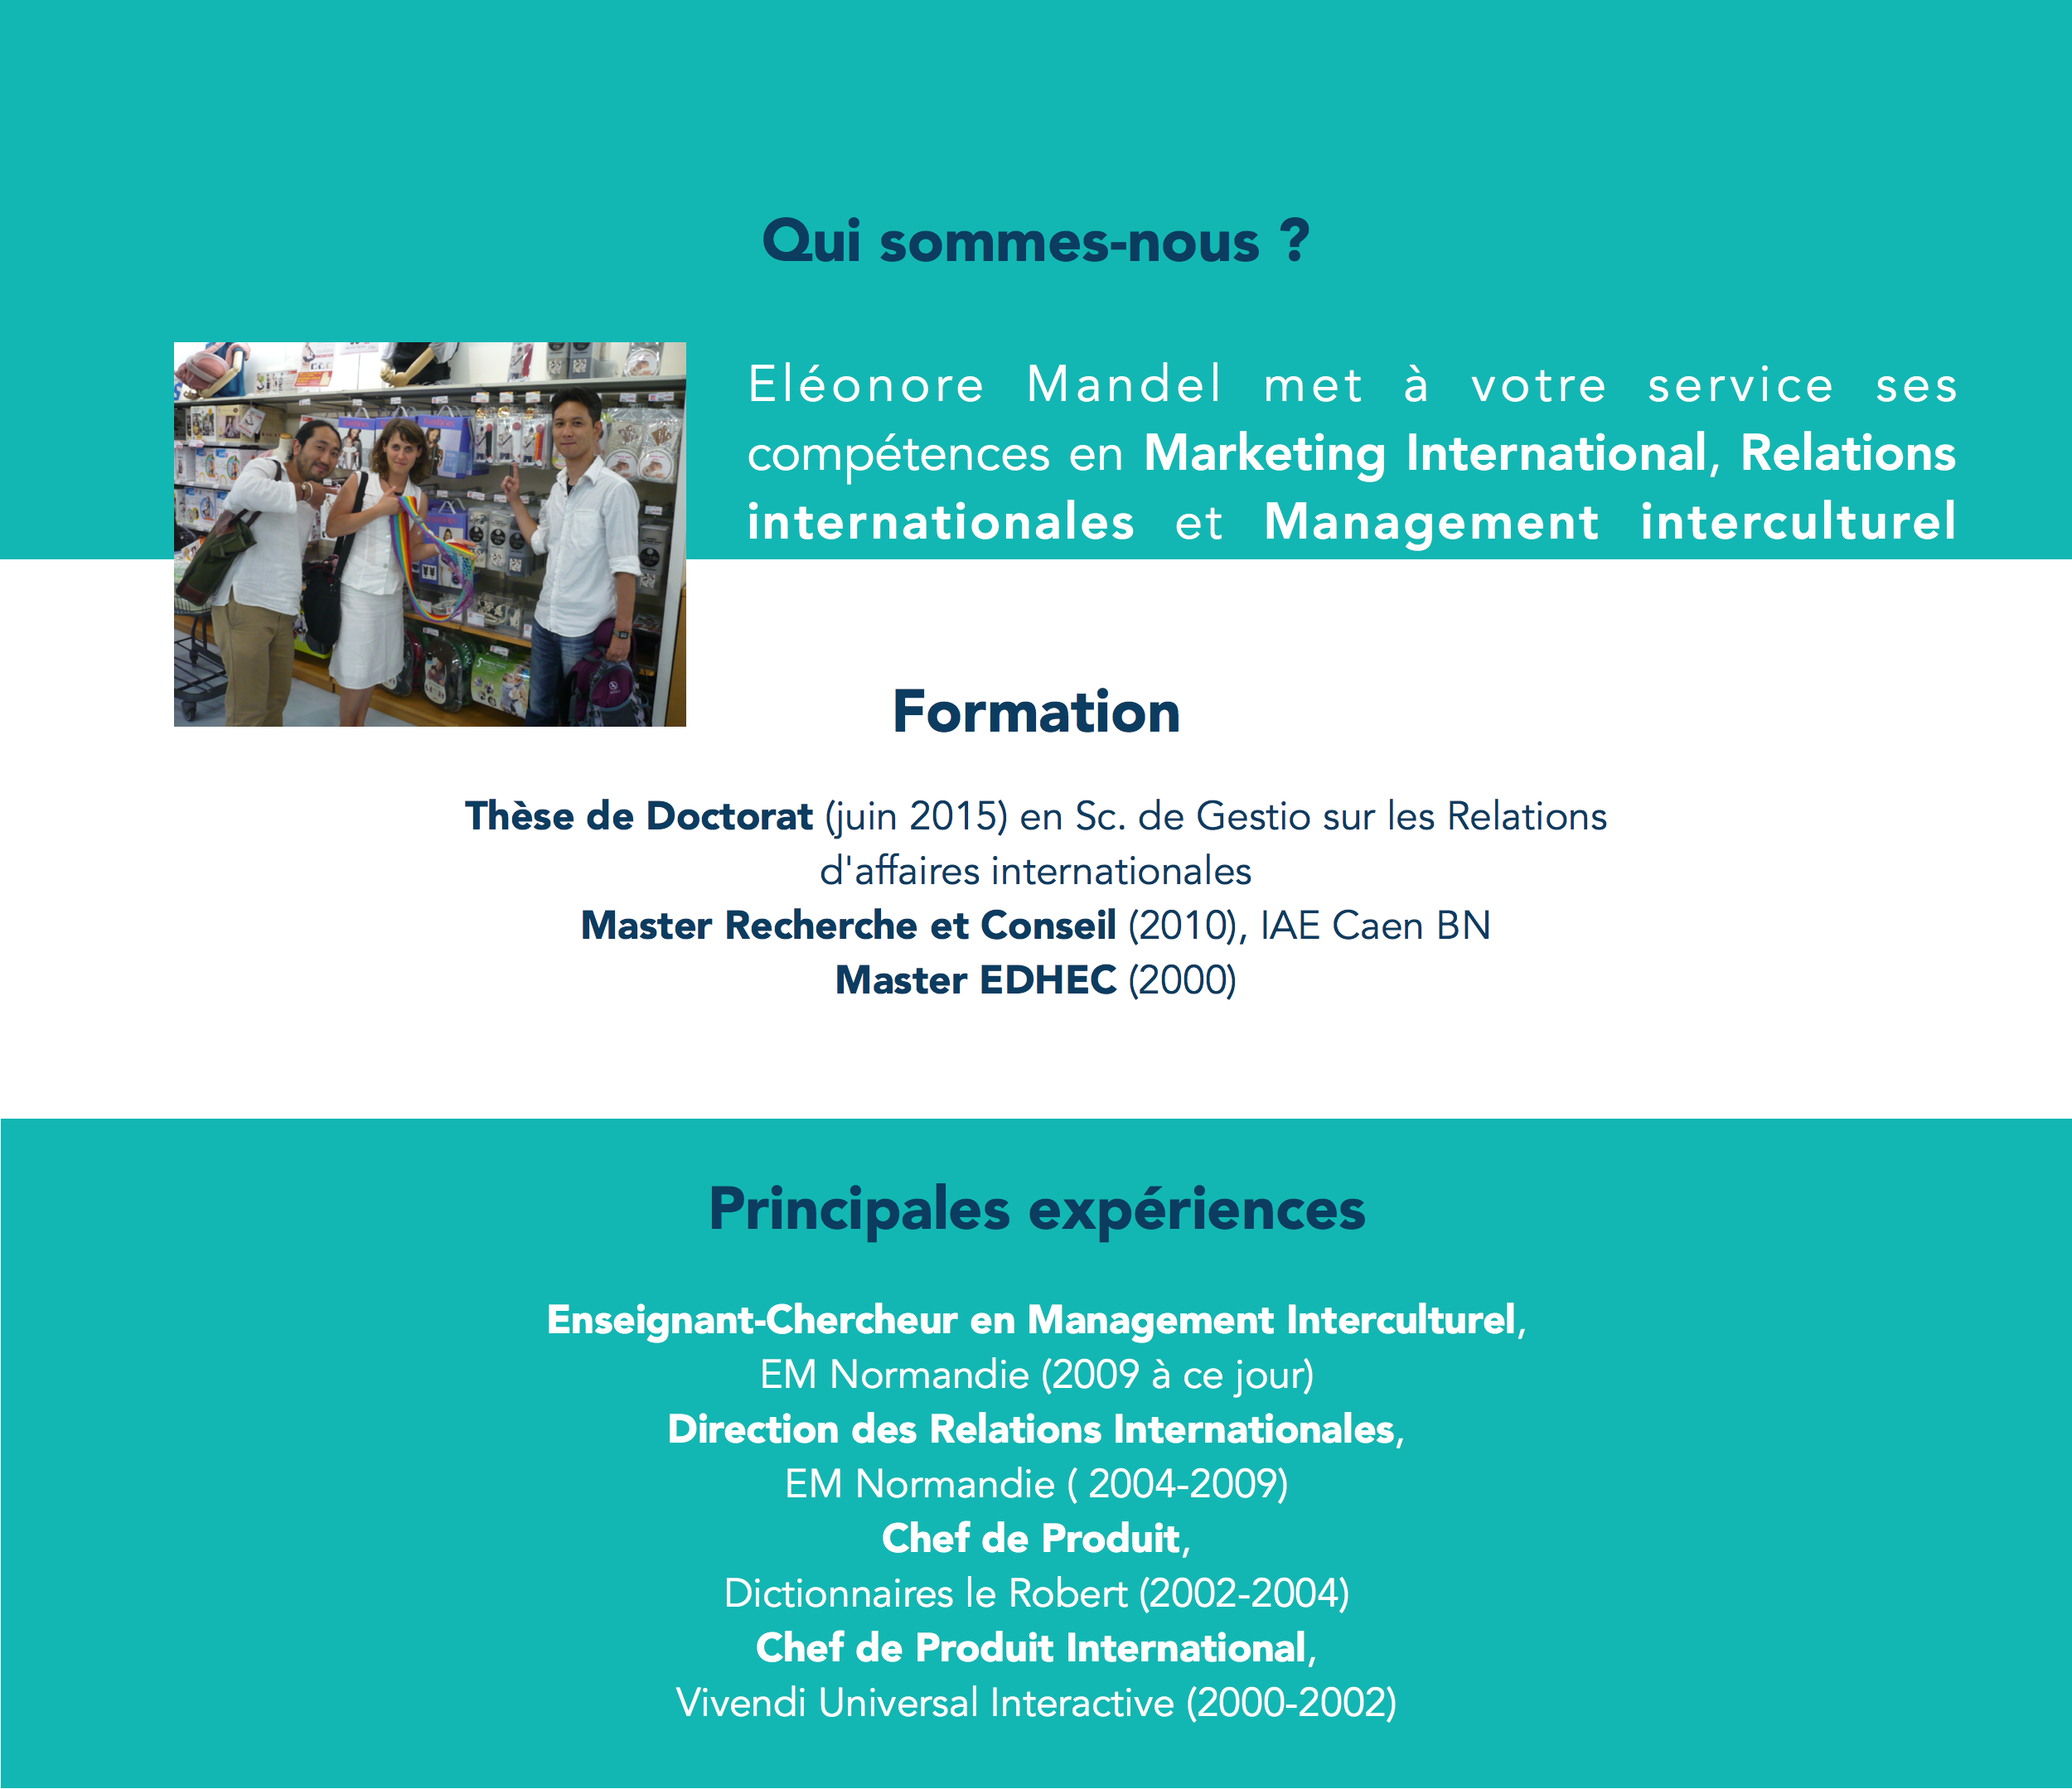 Qui sommes-nous ?
Eléonore Mandel met à votre service ses
compétences en Marketing International, Relations
internationales et Management interculturel
Formation
Thèse de Doctorat (juin 2015) en Sc. de Gestio sur les Relations
d'affaires internationales
Master Recherche et Conseil (2010), IAE Caen BN
Master EDHEC (2000)
Principales expériences
Enseignant-Chercheur en Management Interculturel,
EM Normandie (2009 à ce jour)
Direction des Relations Internationales,
EM Normandie ( 2004-2009)
Chef de Produit,
Dictionnaires le Robert (2002-2004)
Chef de Produit International,
Vivendi Universal Interactive (2000-2002)